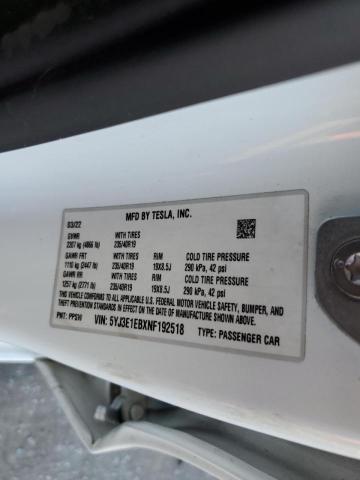 MFD BY TESLA, INC.
03/22
GVWR WITH TIRES
2207 kg (4866 lb) 235/40R19
GAWR FRT WITH TIRES RIM COLD TIRE PRESSURE
1110 kg (2447 lb) 235/40R19 19X8.5J 290 kPa, 42 psi
GAWR RR WITH TIRES RIM COLD TIRE PRESSURE
1257 kg (2771 lb) 235/40R19 19X8.5J 290 kPa, 42 psi
THIS VEHICLE CONFORMS TO ALL APPLICABLE U.S. FEDERAL MOTOR VEHICLE SAFETY, BUMPER, AND
THEFT PREVENTION STANDARDS IN EFFECT ON THE DATE OF MANUFACTURE SHOWN ABOVE.
PNT: PPSW VIN: 5YJ3E1EBXNF192518 TYPE: PASSENGER CAR